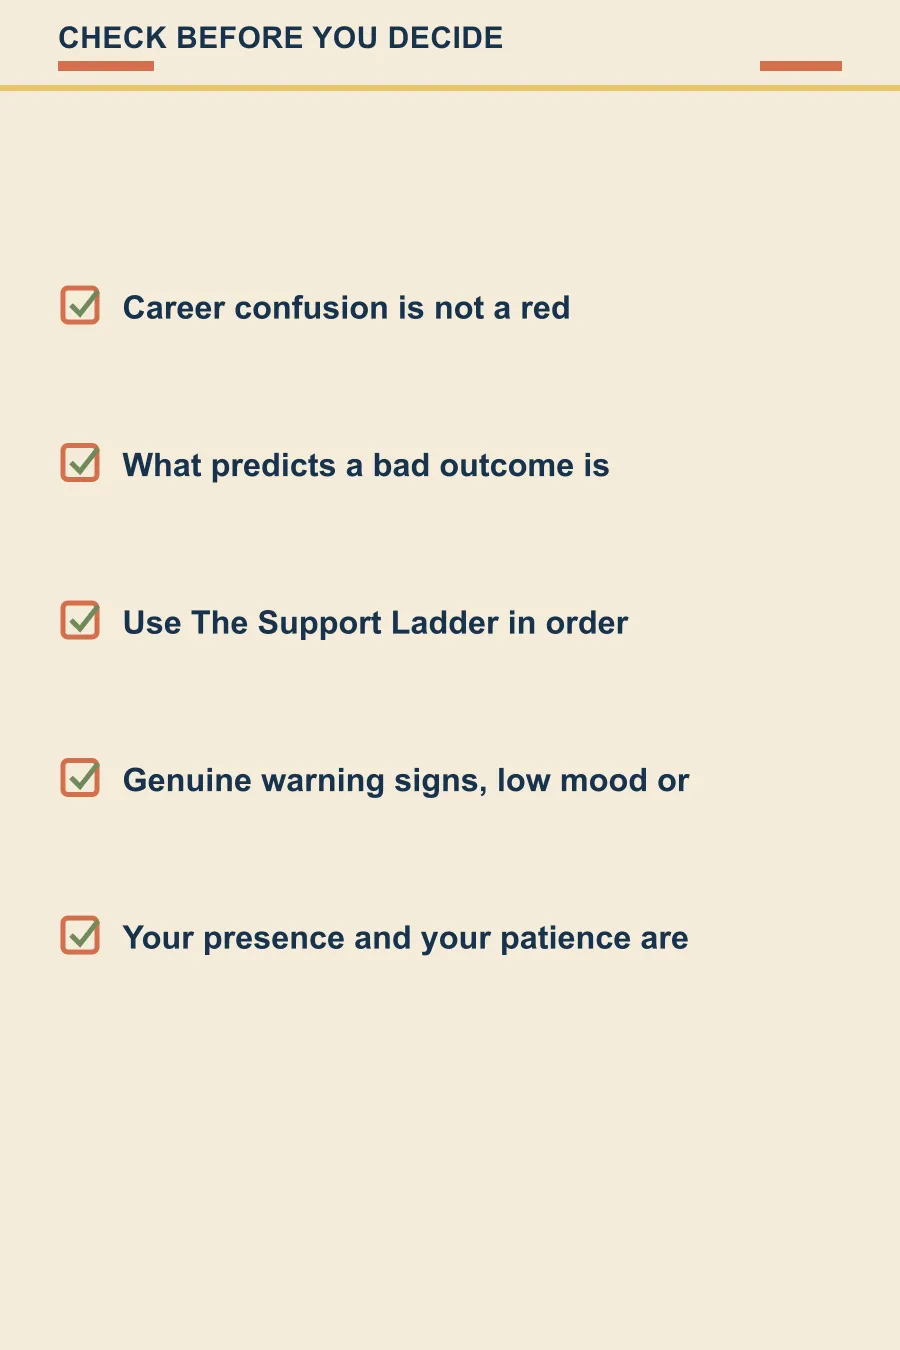 CHECK BEFORE YOU DECIDE
Career confusion is not a red
What predicts a bad outcome is
Use The Support Ladder in order
Genuine warning signs, low mood or
Your presence and your patience are